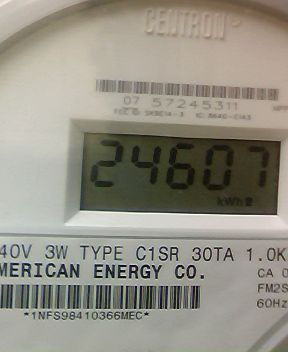 CENTRON
07 57245311
24607
kWh
40V 3W TYPE C1SR 30TA 1.0K
MERICAN ENERGY CO.
CA 0
FM2S
60Hz
*1NFS98410366MEC*